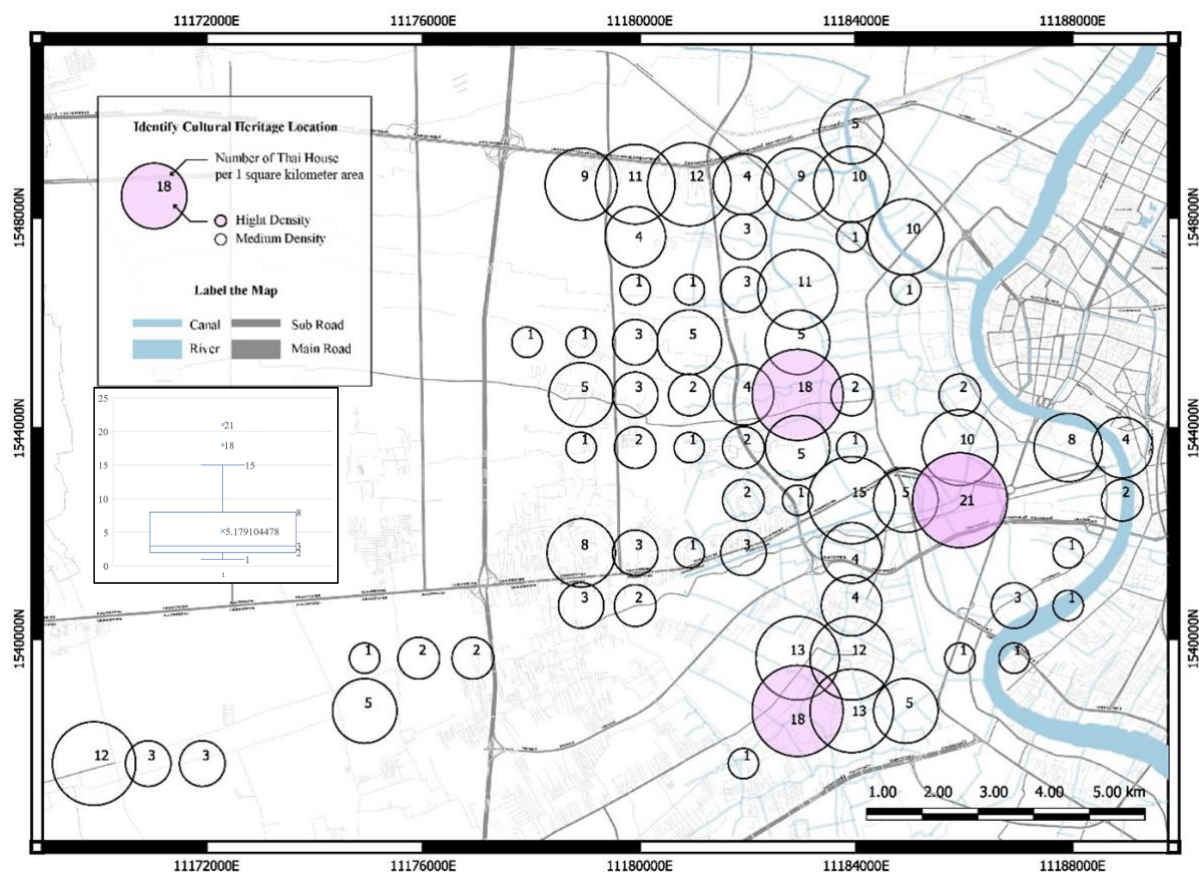 11172000E 11176000E 11180000E 11184000E 11188000E
Identify Cultural Heritage Location
18
Number of Thai House
per 1 square kilometer area
Hight Density
Medium Density
Label the Map
Canal Sub Road
River Main Road
25
20
15
10
5
0
21
18
15
8
×5.179104478
3
2
1
1
5
9 11 12 4 9 10
4 3 1 10
1 1 3 11 1
1 1 3 5 5
5 3 2 4 18 2 2
1 2 1 2 5 1 10 8 4
2 1 15 5 21 2
8 3 1 3 4 1
3 2 4 3 1
1 2 2 13 12 1 1
5 18 13 5
12 3 3 1
1.00 2.00 3.00 4.00 5.00 km
1548000N 1548000N
1544000N 1544000N
1540000N 1540000N
11172000E 11176000E 11180000E 11184000E 11188000E